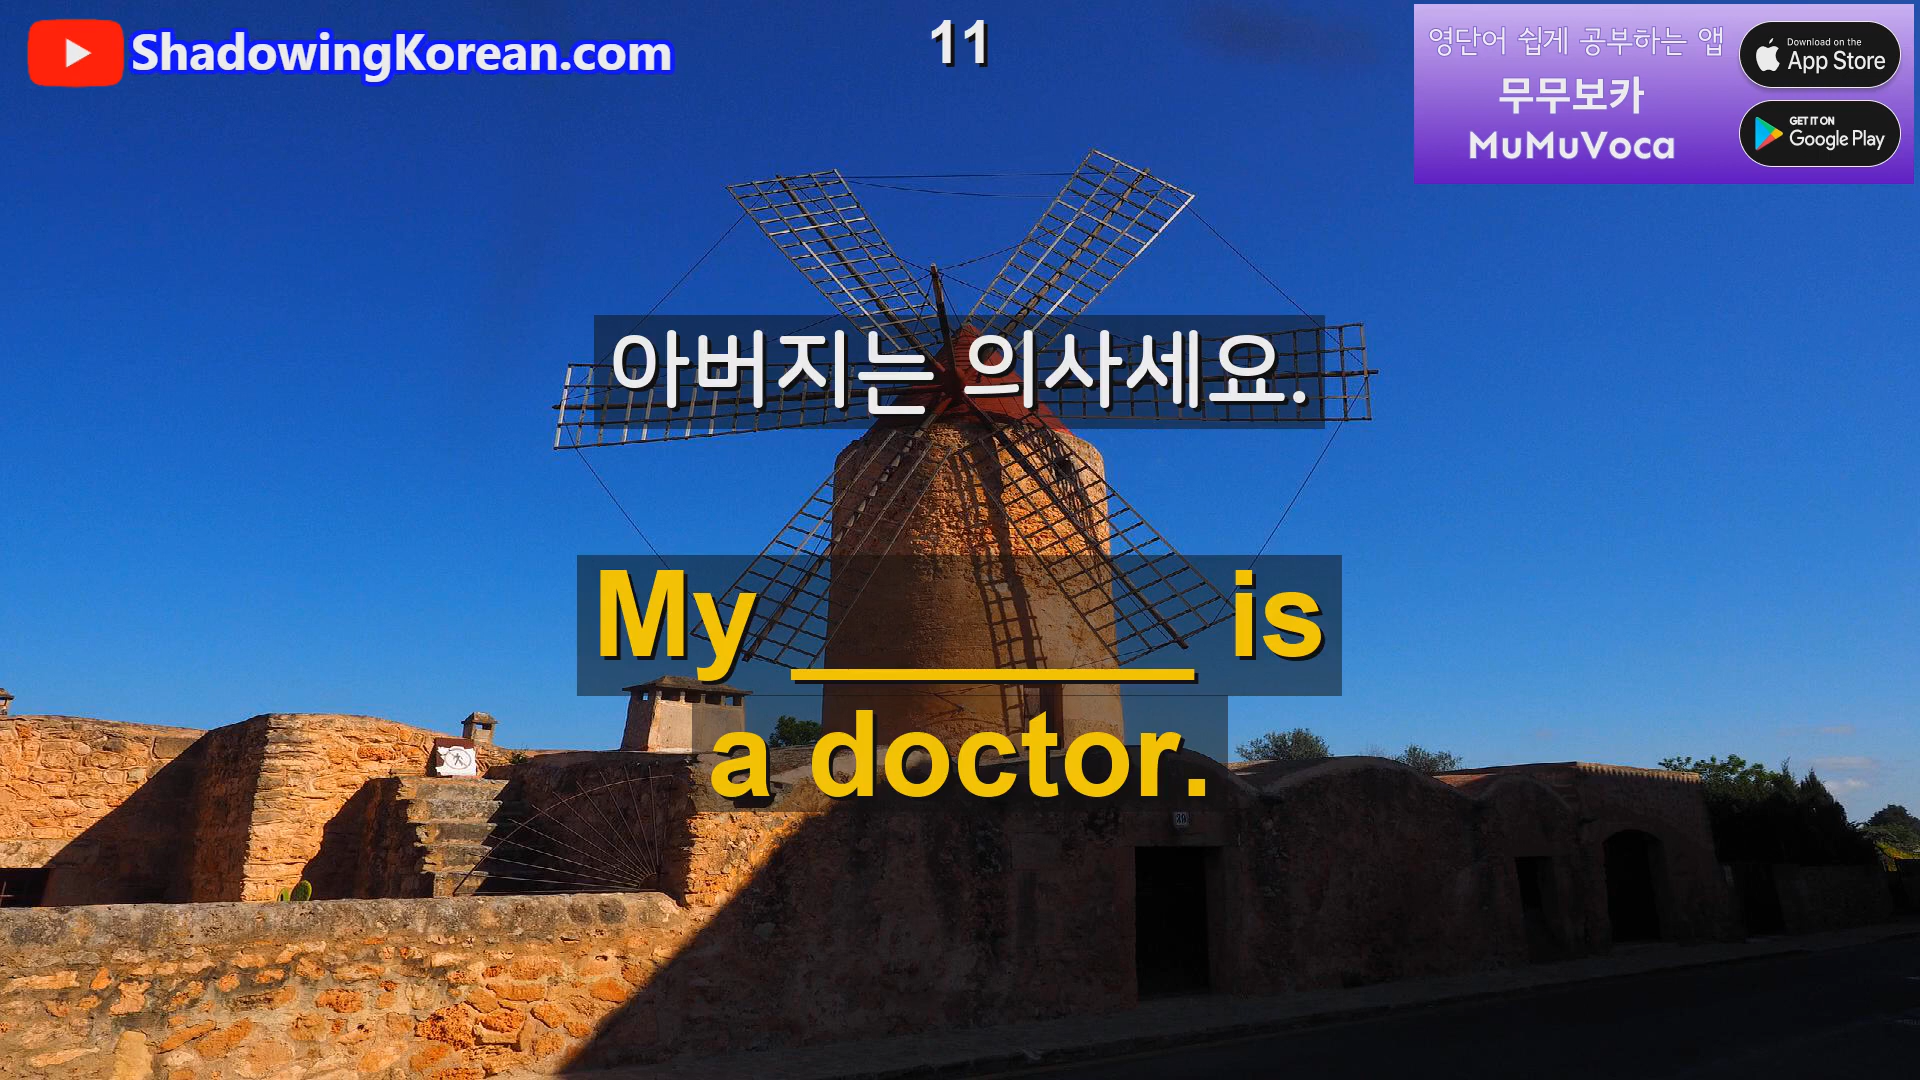 ShadowingKorean.com
11
영단어 쉽게 공부하는 앱
무무보카
MuMuVoca
Download on the
App Store
GET IT ON
Google Play
아버지는 의사세요.
My ______ is
a doctor.
39